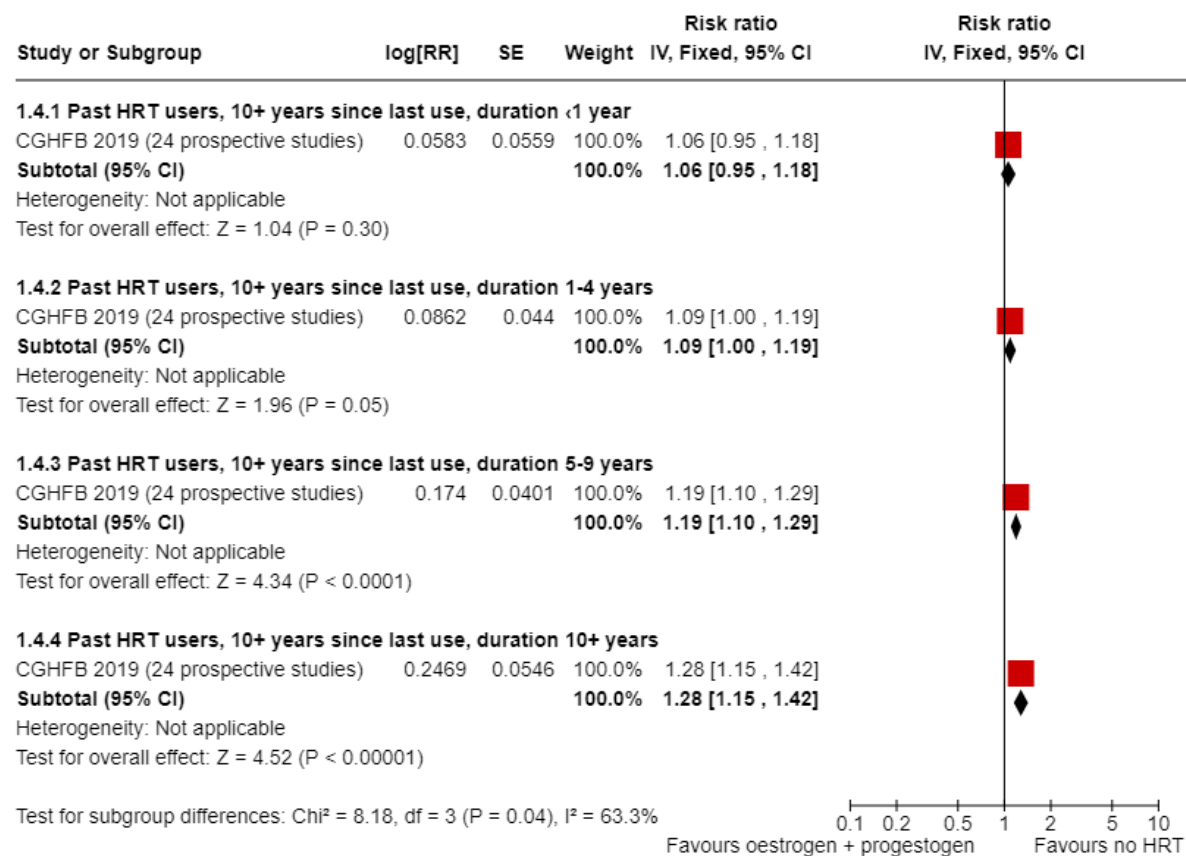 Risk ratio Risk ratio
Study or Subgroup log[RR] SE Weight IV, Fixed, 95% CI IV, Fixed, 95% CI
1.4.1 Past HRT users, 10+ years since last use, duration <1 year
CGHFB 2019 (24 prospective studies) 0.0583 0.0559 100.0% 1.06 [0.95 , 1.18]
Subtotal (95% CI) 100.0% 1.06 [0.95 , 1.18]
Heterogeneity: Not applicable
Test for overall effect: Z = 1.04 (P = 0.30)
1.4.2 Past HRT users, 10+ years since last use, duration 1-4 years
CGHFB 2019 (24 prospective studies) 0.0862 0.044 100.0% 1.09 [1.00 , 1.19]
Subtotal (95% CI) 100.0% 1.09 [1.00 , 1.19]
Heterogeneity: Not applicable
Test for overall effect: Z = 1.96 (P = 0.05)
1.4.3 Past HRT users, 10+ years since last use, duration 5-9 years
CGHFB 2019 (24 prospective studies) 0.174 0.0401 100.0% 1.19 [1.10 , 1.29]
Subtotal (95% CI) 100.0% 1.19 [1.10 , 1.29]
Heterogeneity: Not applicable
Test for overall effect: Z = 4.34 (P < 0.0001)
1.4.4 Past HRT users, 10+ years since last use, duration 10+ years
CGHFB 2019 (24 prospective studies) 0.2469 0.0546 100.0% 1.28 [1.15 , 1.42]
Subtotal (95% CI) 100.0% 1.28 [1.15 , 1.42]
Heterogeneity: Not applicable
Test for overall effect: Z = 4.52 (P < 0.00001)
Test for subgroup differences: Chi² = 8.18, df = 3 (P = 0.04), I² = 63.3%
0.1 0.2 0.5 1 2 5 10
Favours oestrogen + progestogen Favours no HRT